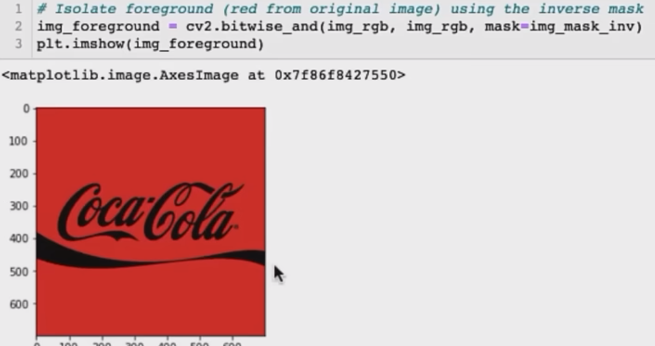 1 # Isolate foreground (red from original image) using the inverse mask
2 img_foreground = cv2.bitwise_and(img_rgb, img_rgb, mask=img_mask_inv)
3 plt.imshow(img_foreground)
<matplotlib.image.AxesImage at 0x7f86f8427550>
0
100
200
300
400
500
600
Coca-Cola
0 100 200 300 400 500 600